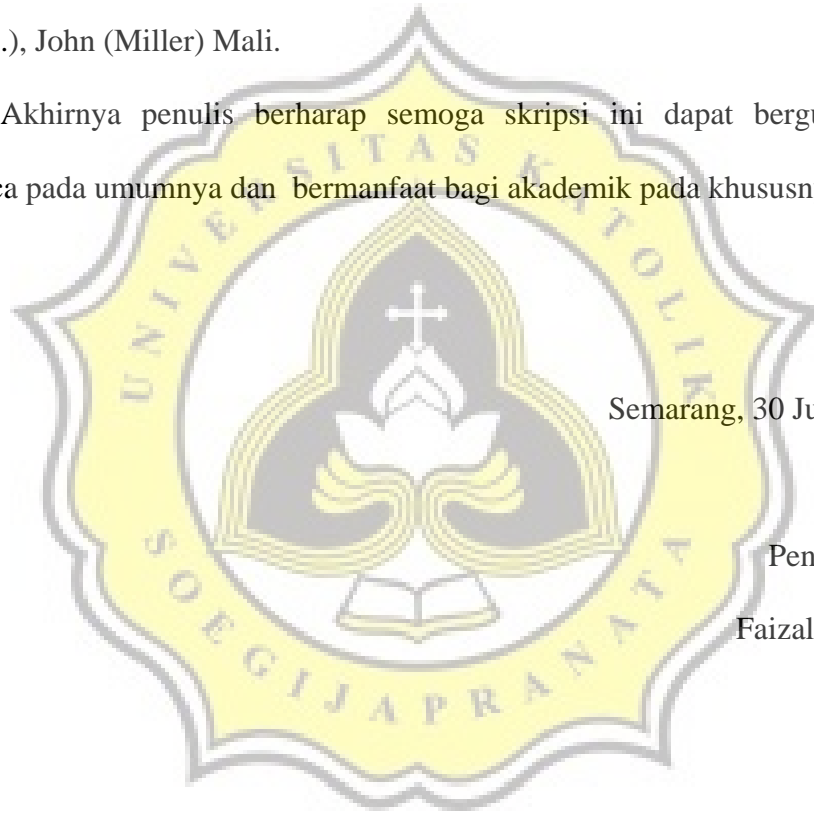 .), John (Miller) Mali.
Akhirnya penulis berharap semoga skripsi ini dapat bergu
ca pada umumnya dan bermanfaat bagi akademik pada khususn
Semarang, 30 Ju
Pen
Faizal
UNIVERSITAS KATOLIK
SOEGIJAPRANATA